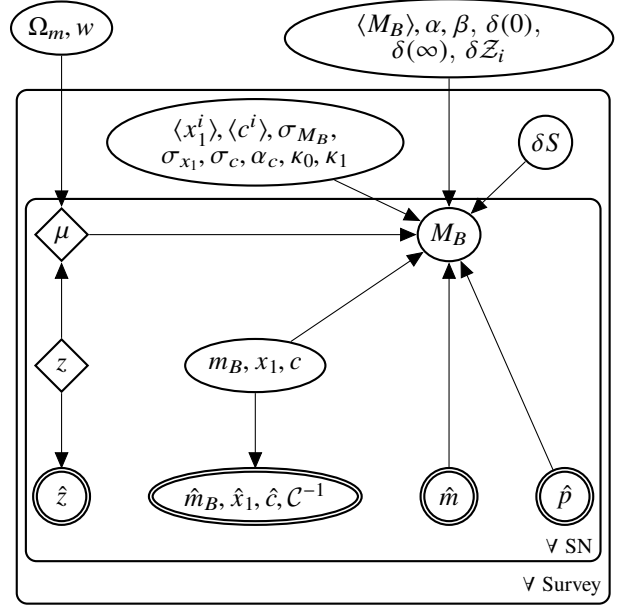 Ω_m, w
⟨M_B⟩, α, β, δ(0),
δ(∞), δ𝒵_i
⟨x_1^i⟩, ⟨c^i⟩, σ_{M_B},
σ_{x_1}, σ_c, α_c, κ_0, κ_1
δS
μ
M_B
z
m_B, x_1, c
ẑ
m̂_B, x̂_1, ĉ, 𝒞^{-1}
m̂
p̂
∀ SN
∀ Survey